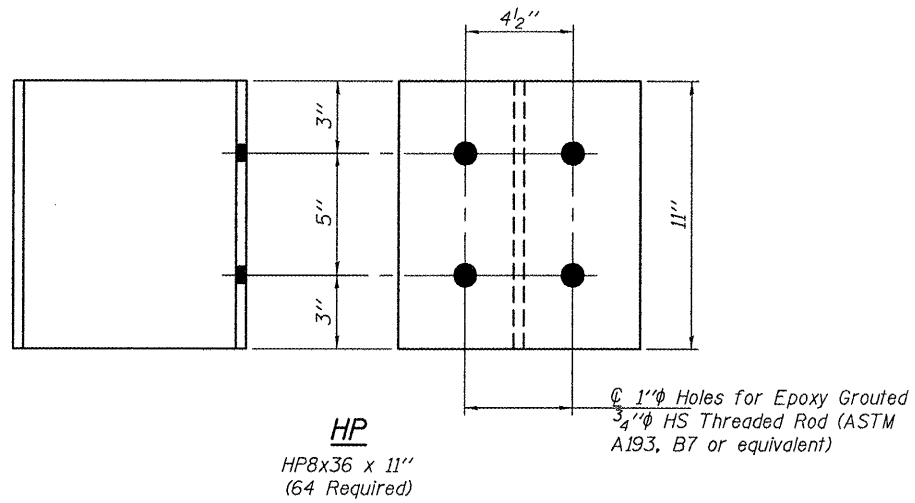 4½"
3"
5"
3"
11"
℄ 1"ϕ Holes for Epoxy Grouted
¾"ϕ HS Threaded Rod (ASTM
A193, B7 or equivalent)
HP
HP8x36 x 11"
(64 Required)